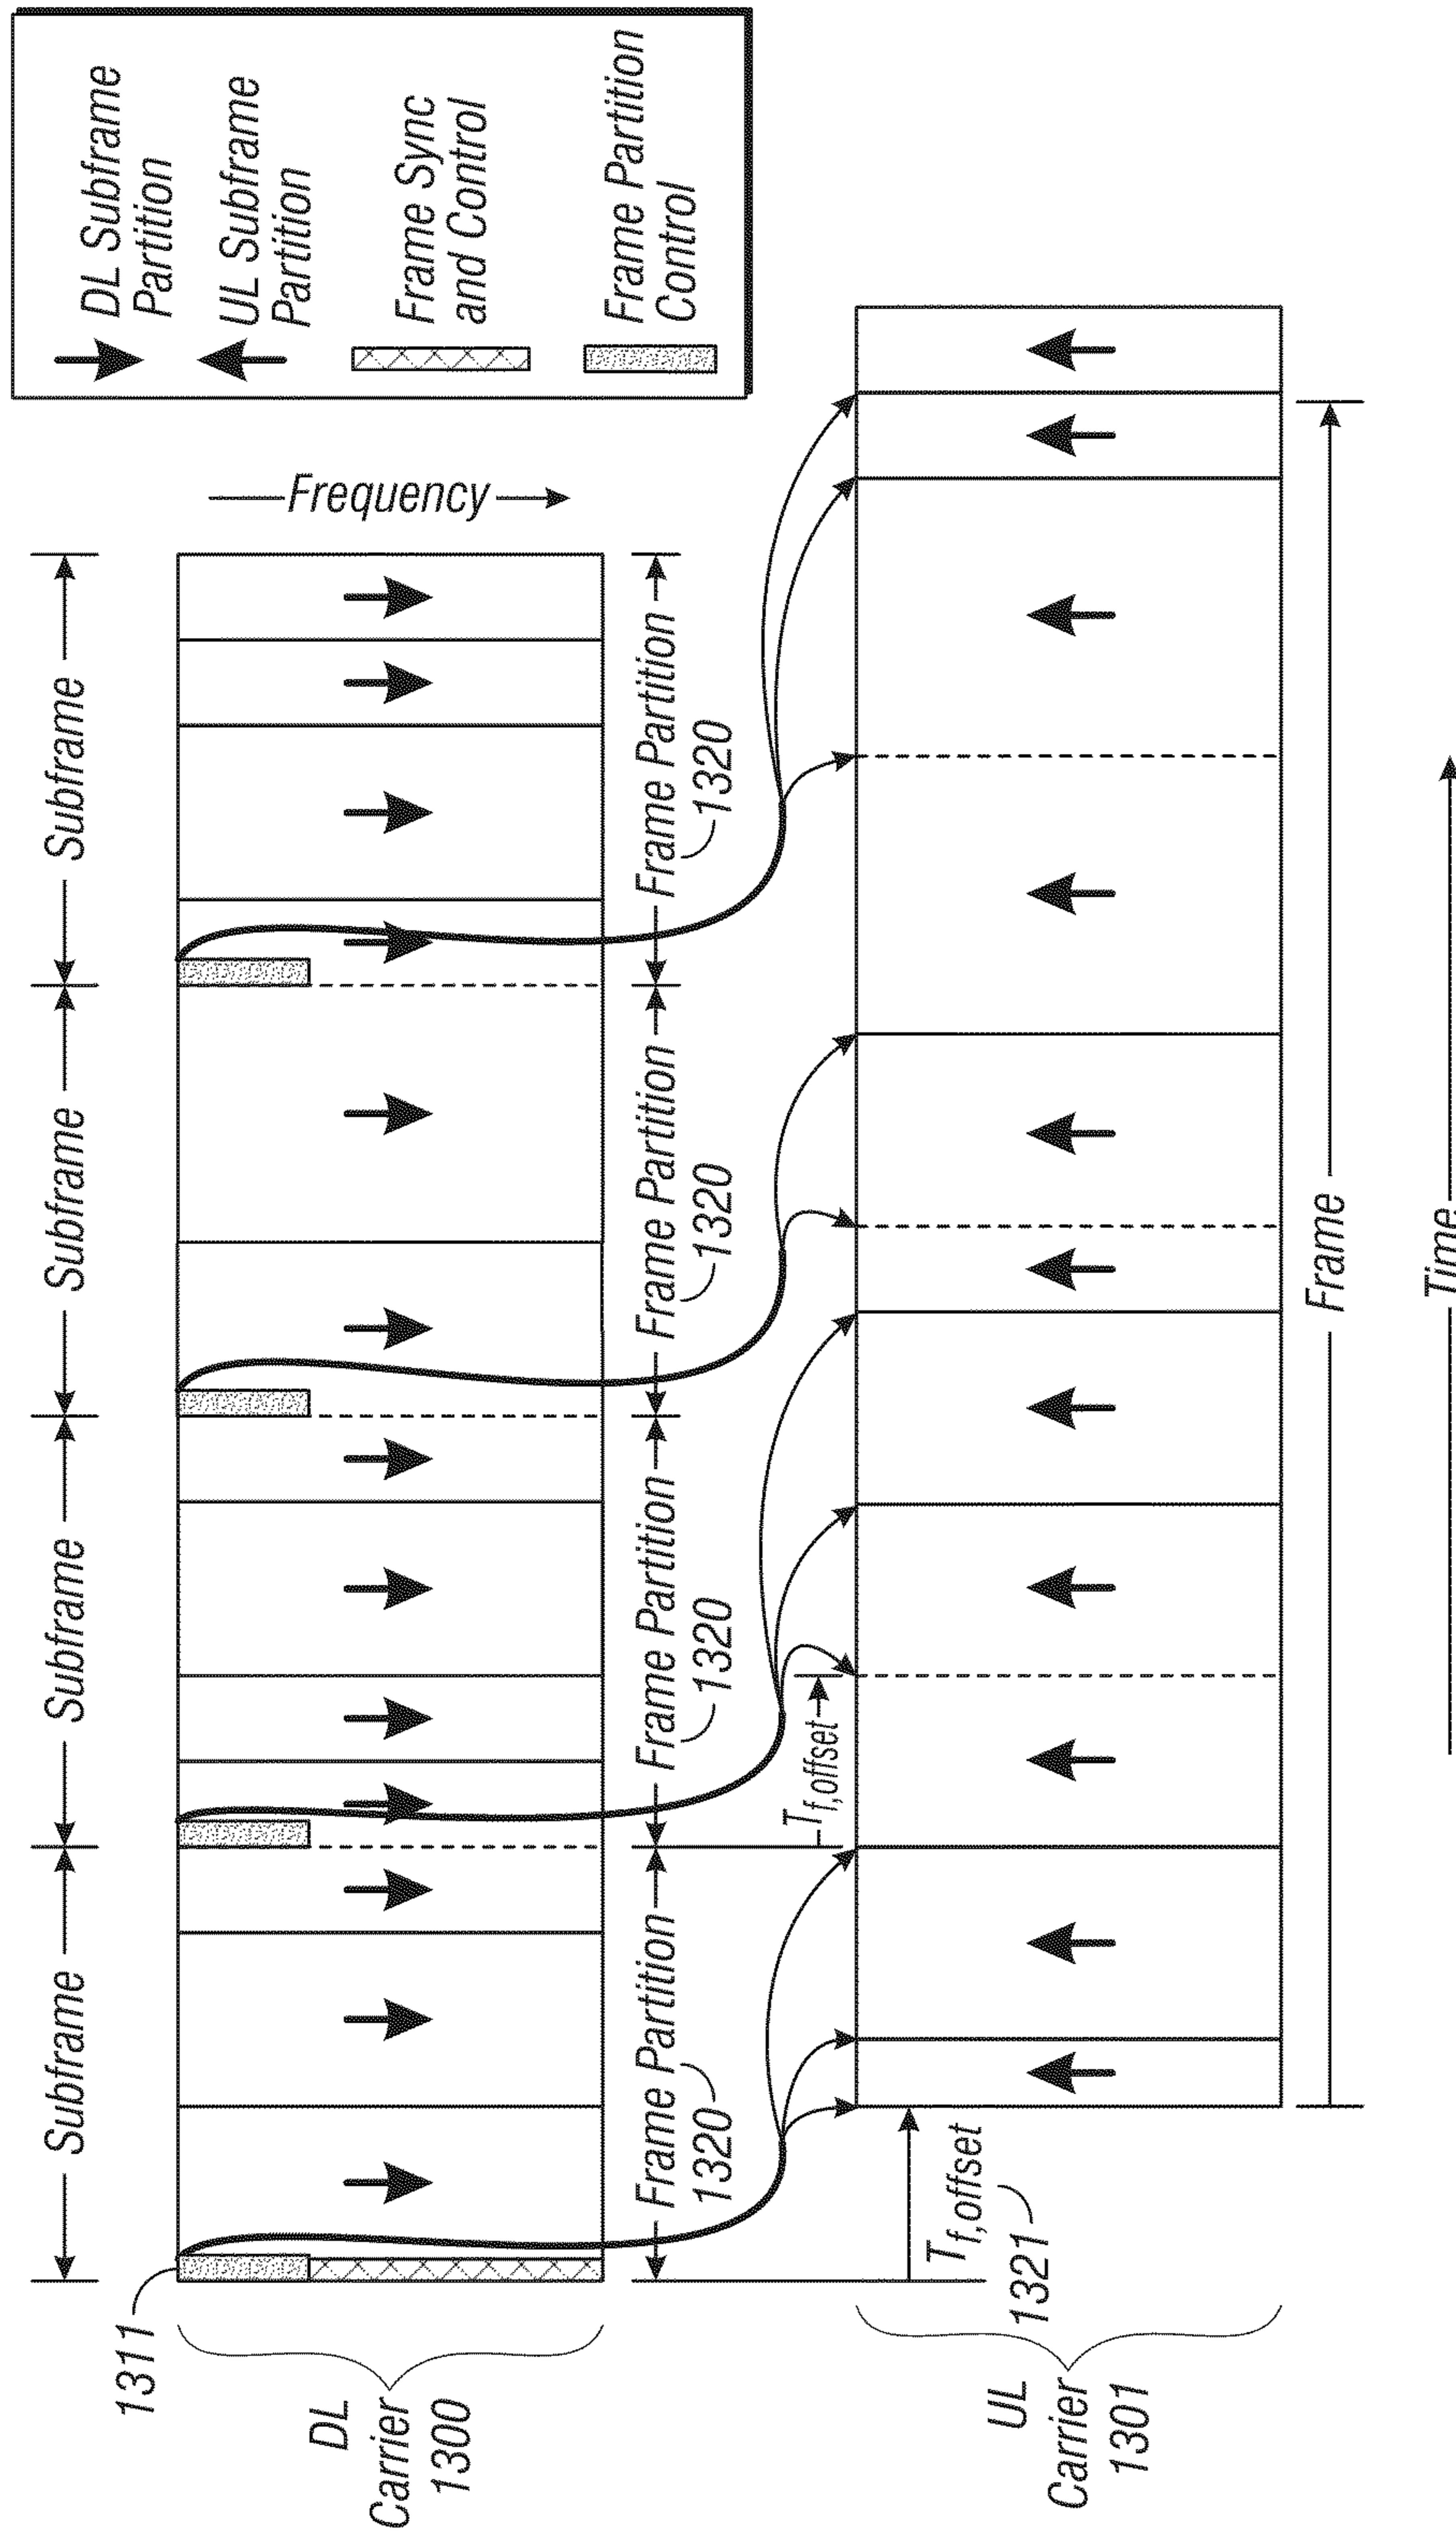 Subframe
Subframe
Subframe
Subframe
DL Subframe
Partition
UL Subframe
Partition
Frame Sync
and Control
Frame Partition
Control
1311
DL
Carrier
1300
Frequency
Frame Partition
1320
Frame Partition
1320
Frame Partition
1320
Frame Partition
1320
Tf,offset
Tf,offset
1321
UL
Carrier
1301
Frame
Time